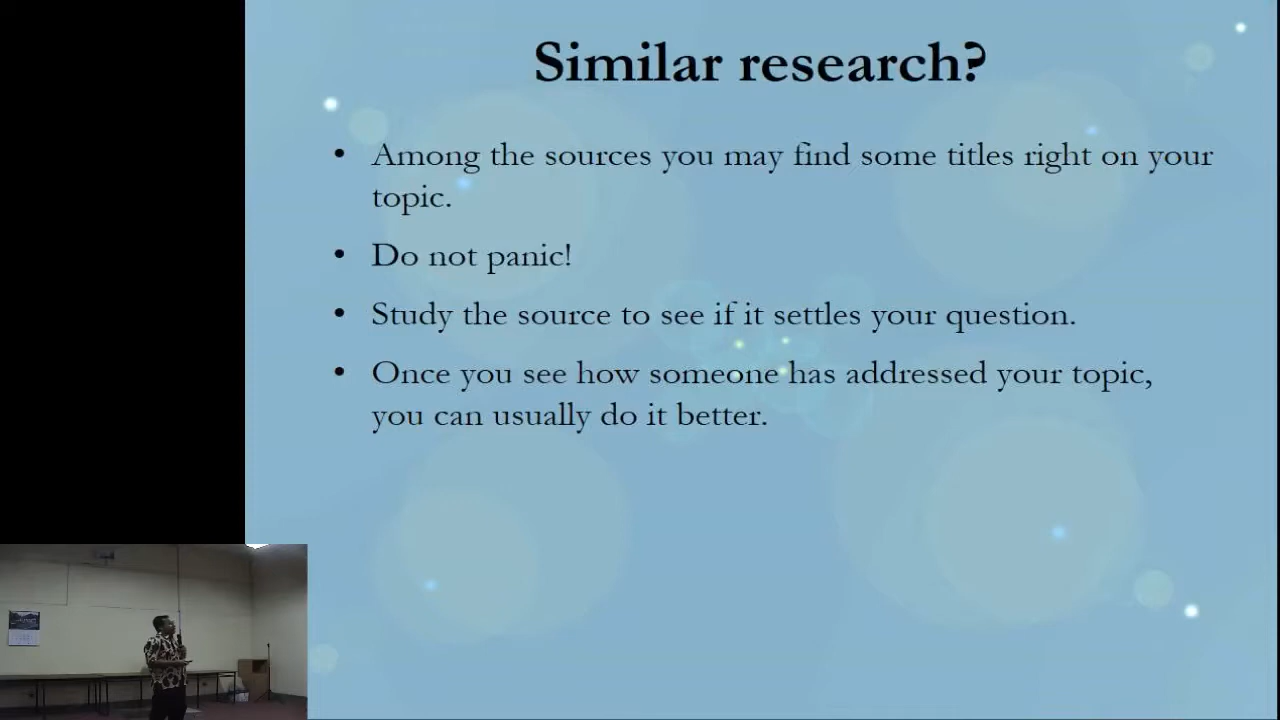 Similar research?
• Among the sources you may find some titles right on your
topic.
• Do not panic!
• Study the source to see if it settles your question.
• Once you see how someone has addressed your topic,
you can usually do it better.